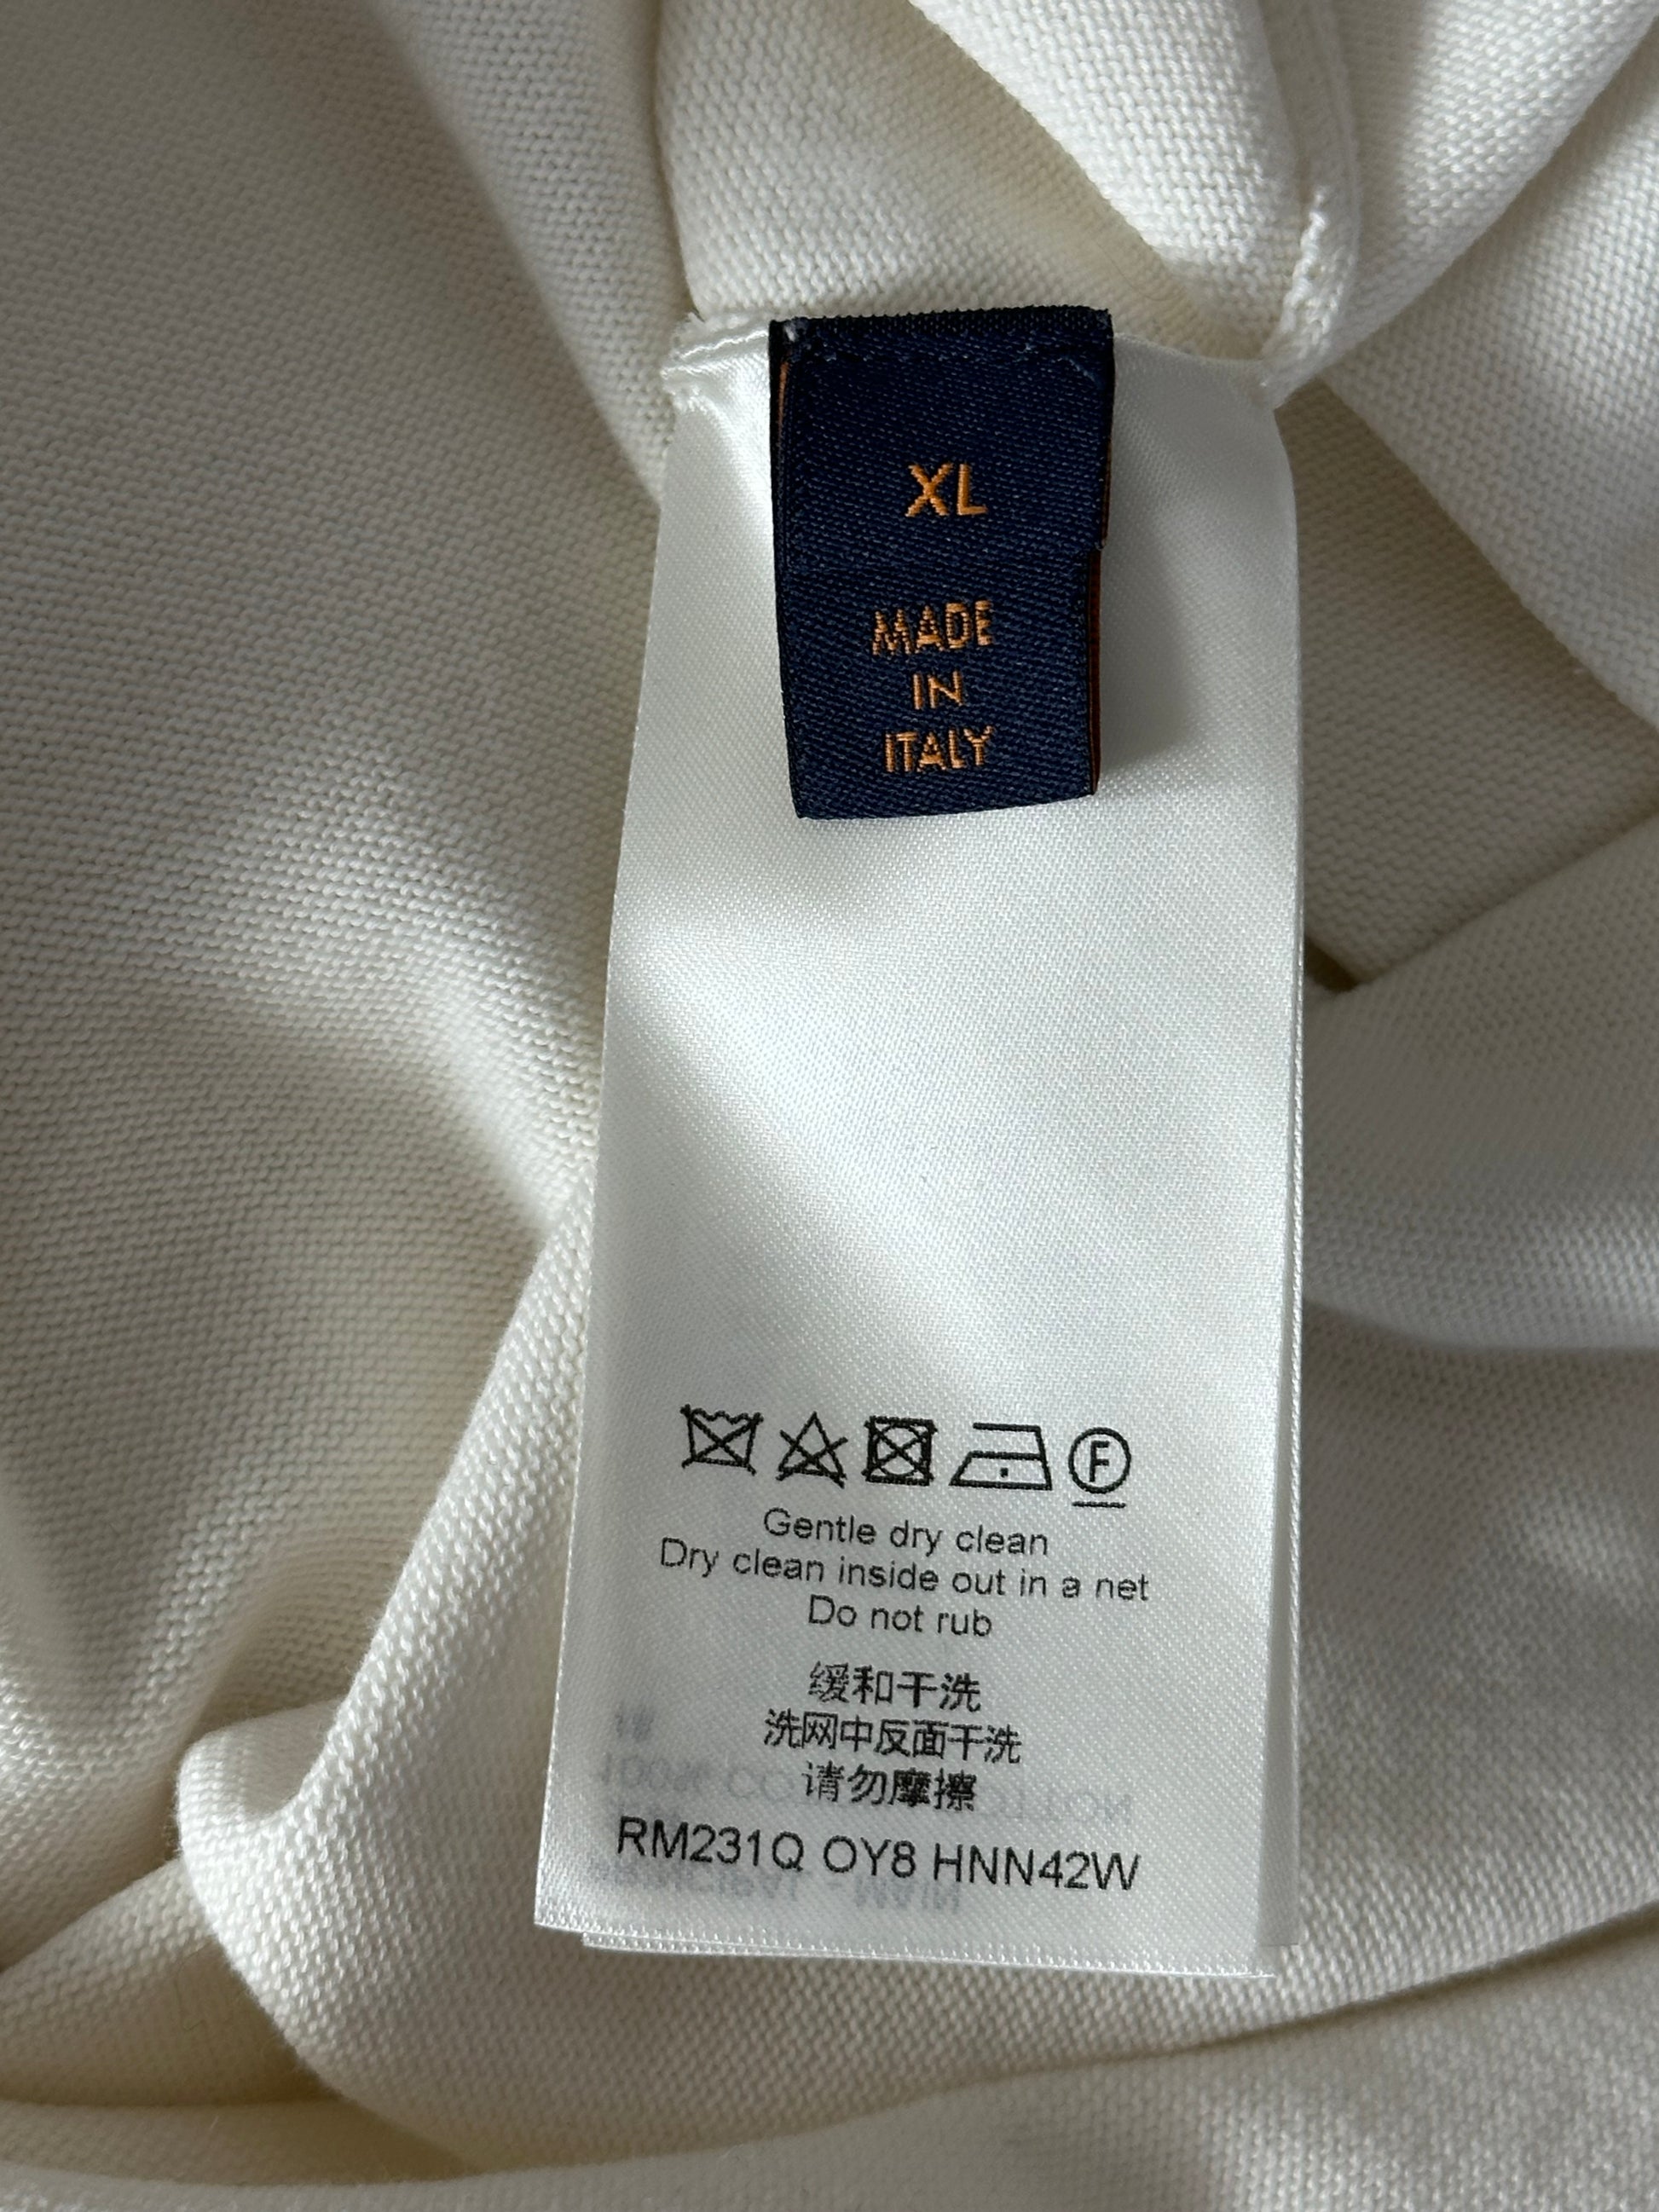 XL
MADE
IN
ITALY
F
Gentle dry clean
Dry clean inside out in a net
Do not rub
缓和干洗
洗网中反面干洗
请勿摩擦
RM231Q OY8 HNN42W